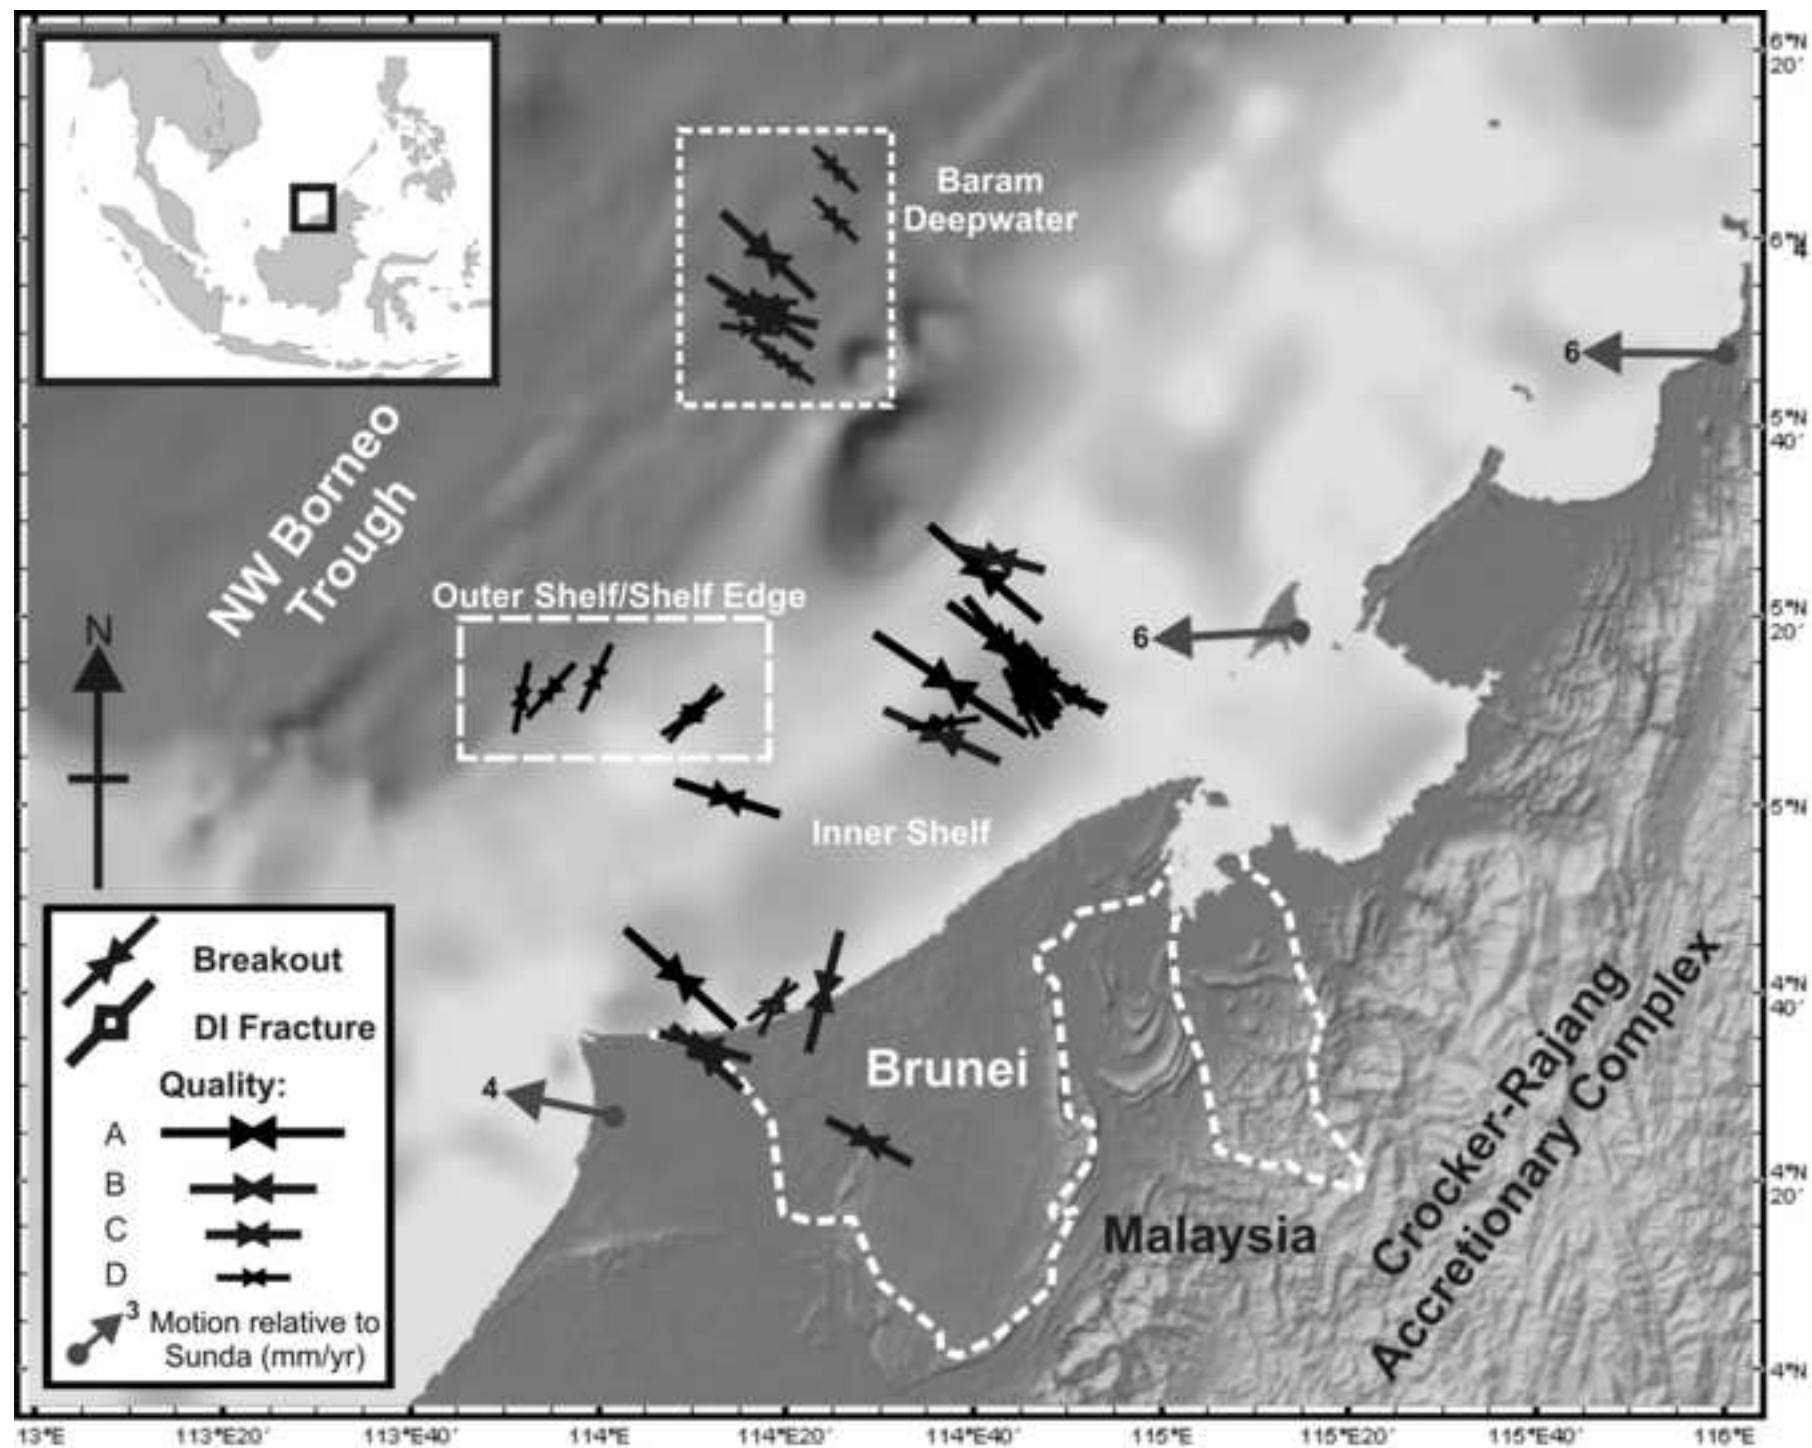 Baram
Deepwater
NW Borneo
Trough
Outer Shelf/Shelf Edge
6
6
N
Inner Shelf
Brunei
4
Malaysia
Crocker-Rajang
Accretionary Complex
Breakout
DI Fracture
Quality:
A
B
C
D
3
Motion relative to
Sunda (mm/yr)
6°N
20´
6°N
5°N
40´
5°N
20´
5°N
4°N
40´
4°N
20´
4°N
13°E
113°E20´
113°E40´
114°E
114°E20´
114°E40´
115°E
115°E20´
115°E40´
116°E